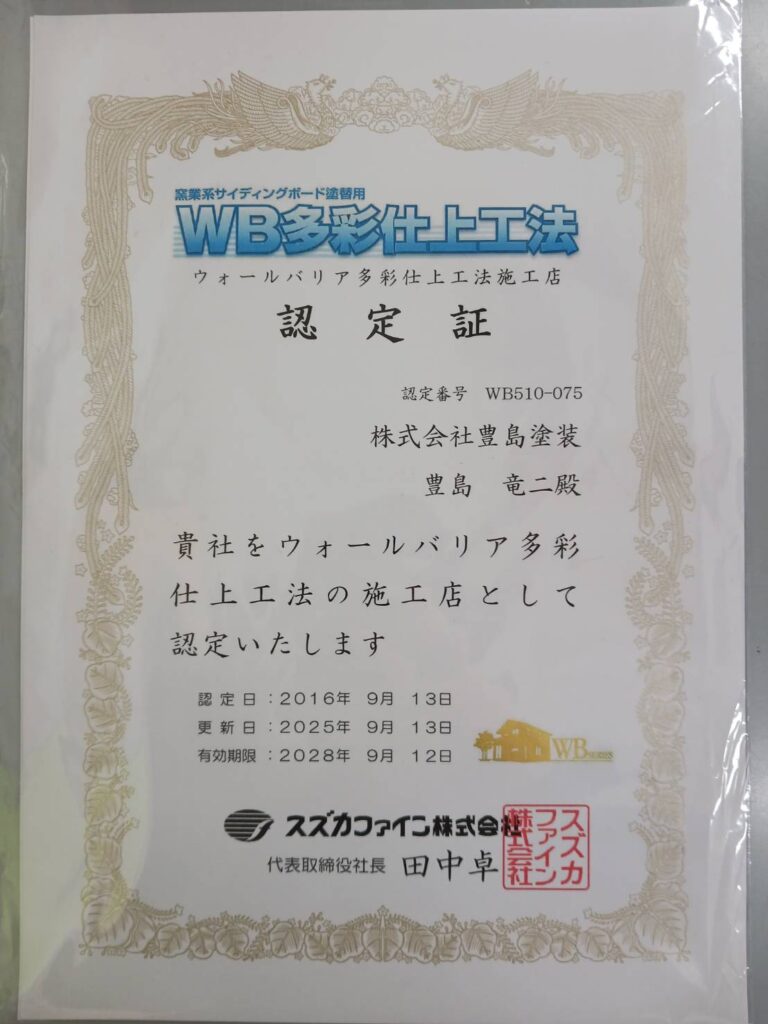 窯業系サイディングボード塗替用
WB多彩仕上工法
ウォールバリア多彩仕上工法施工店
認定証
認定番号 WB510-075
株式会社豊島塗装
豊島 竜二殿
貴社をウォールバリア多彩
仕上工法の施工店として
認定いたします
認定日：2016年 9月 13日
更新日：2025年 9月 13日
有効期限：2028年 9月 12日
WB SERIES
スズカファイン株式会社
代表取締役社長 田中卓
スズカ
ファイン
株式会社